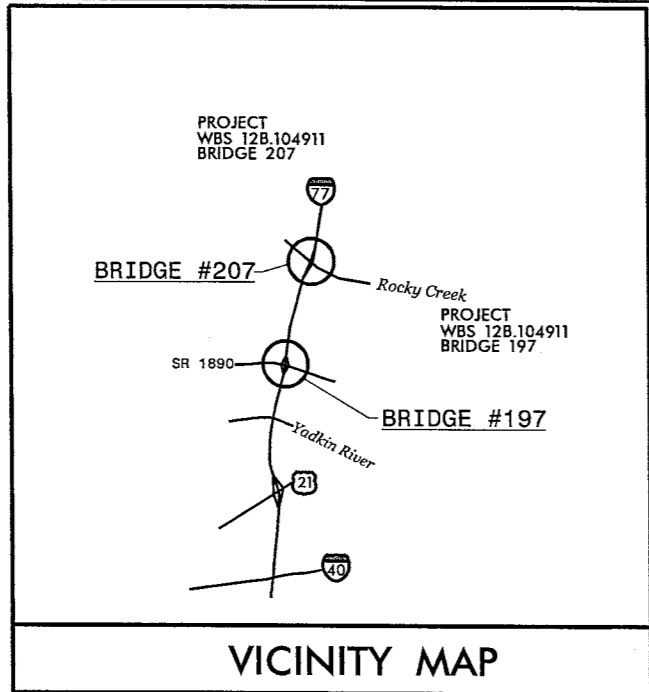 PROJECT
WBS 12B.104911
BRIDGE 207
77
BRIDGE #207
Rocky Creek
PROJECT
WBS 12B.104911
BRIDGE 197
SR 1890
BRIDGE #197
Yadkin River
21
40
VICINITY MAP